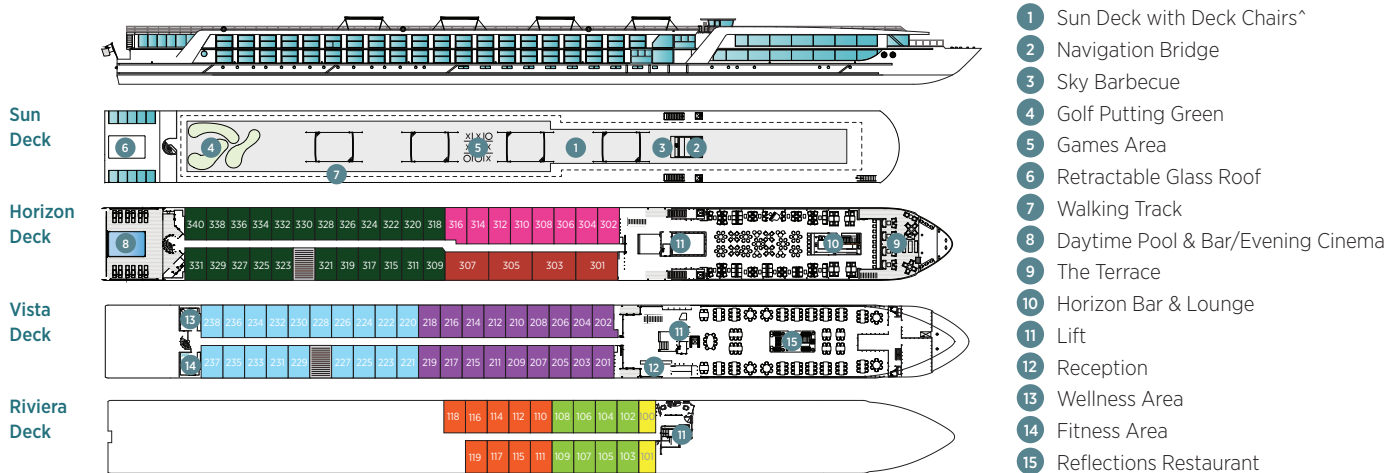 1 Sun Deck with Deck Chairs^
2 Navigation Bridge
3 Sky Barbecue
4 Golf Putting Green
5 Games Area
6 Retractable Glass Roof
7 Walking Track
8 Daytime Pool & Bar/Evening Cinema
9 The Terrace
10 Horizon Bar & Lounge
11 Lift
12 Reception
13 Wellness Area
14 Fitness Area
15 Reflections Restaurant
Sun
Deck
6 4 5 1 3 2
7
Horizon
Deck
340 338 336 334 332 330 328 326 324 322 320 318 316 314 312 310 308 306 304 302
8 11 10 9
331 329 327 325 323 321 319 317 315 311 309 307 305 303 301
Vista
Deck
13 238 236 234 232 230 228 226 224 222 220 218 216 214 212 210 208 206 204 202 11
15
14 237 235 233 231 229 227 225 223 221 219 217 215 211 209 207 205 203 201 12
Riviera
Deck
118 116 114 112 110 108 106 104 102 100
11
119 117 115 111 109 107 105 103 101